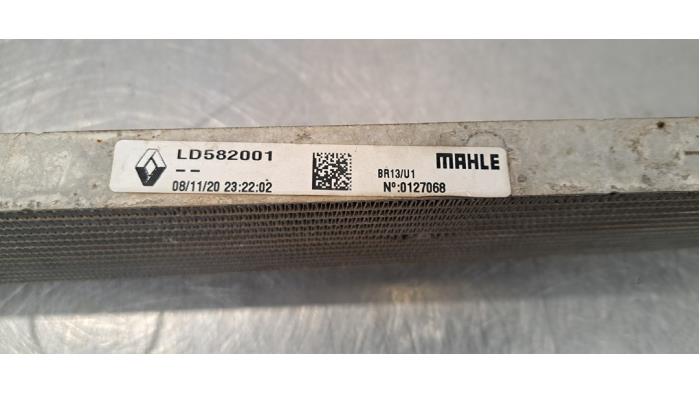 LD582001
--
08/11/20 23:22:02
BR13/U1
Nº:0127068
MAHLE